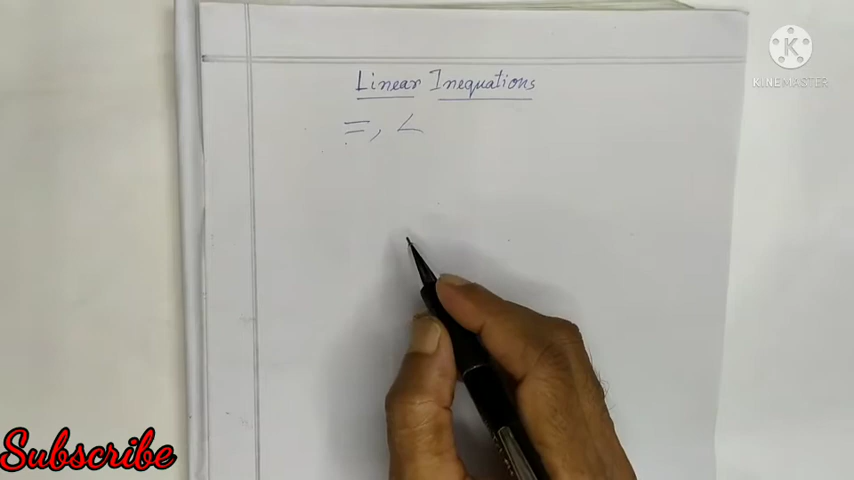 Linear Inequations
=, <
K
KINEMASTER
Subscribe